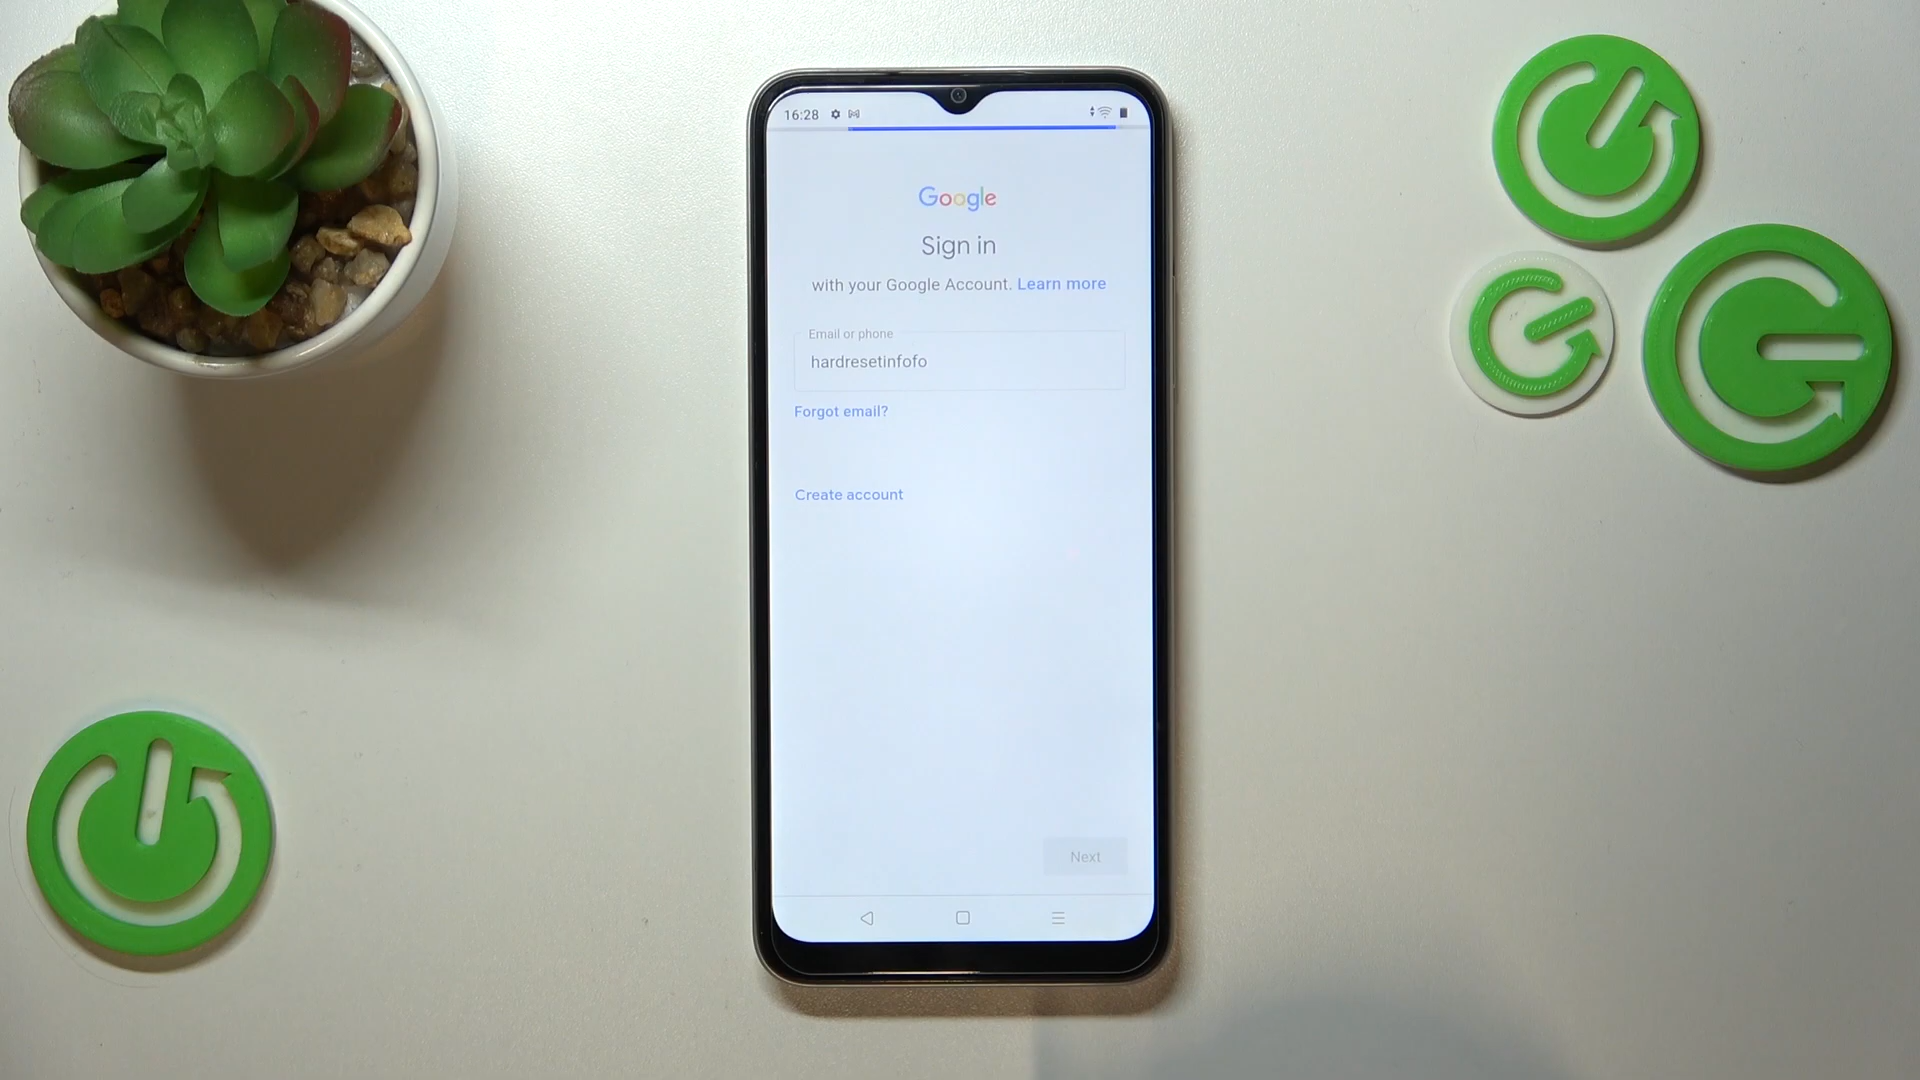 16:28
Google
Sign in
with your Google Account. Learn more
Email or phone
hardresetinfofo
Forgot email?
Create account
Next